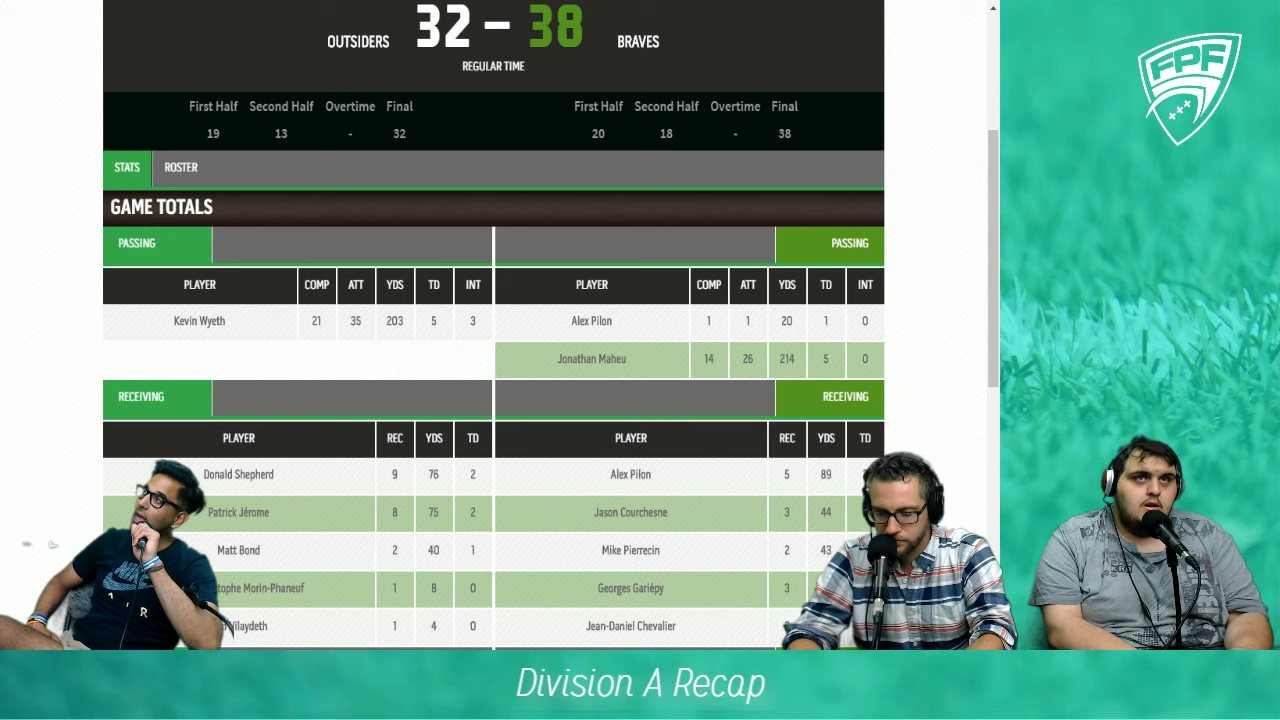 32 – 38
OUTSIDERS
BRAVES
REGULAR TIME
First Half Second Half Overtime Final
19 13 - 32
First Half Second Half Overtime Final
20 18 - 38
STATS ROSTER
GAME TOTALS
PASSING
PLAYER COMP ATT YDS TD INT
Kevin Wyeth 21 35 203 5 3
PASSING
PLAYER COMP ATT YDS TD INT
Alex Pilon 1 1 20 1 0
Jonathan Maheu 14 26 214 5 0
RECEIVING
PLAYER REC YDS TD
Donald Shepherd 9 76 2
Patrick Jérome 8 75 2
Matt Bond 2 40 1
tophe Morin-Phaneuf 1 8 0
Vilaydeth 1 4 0
RECEIVING
PLAYER REC YDS TD
Alex Pilon 5 89
Jason Courchesne 3 44
Mike Pierrecin 2 43
Georges Gariépy 3
Jean-Daniel Chevalier
FPF
Division A Recap